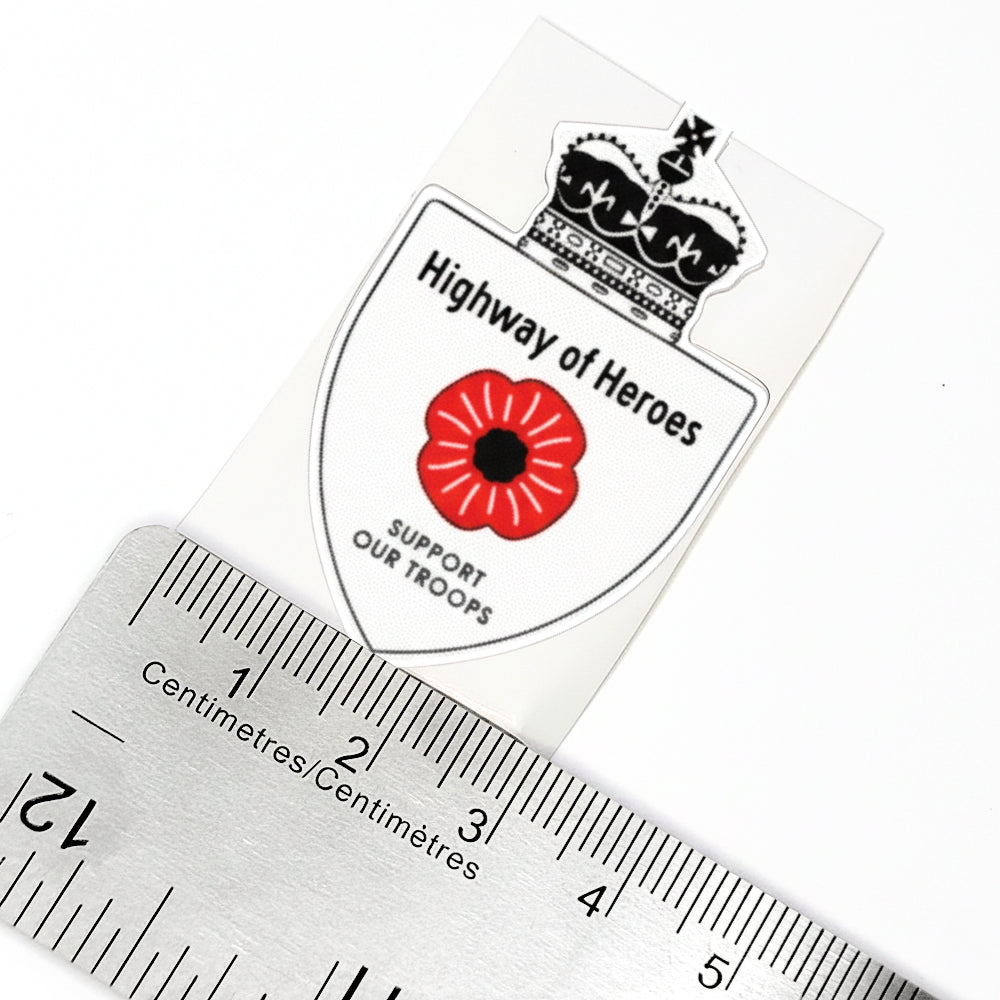 Highway of Heroes
SUPPORT
OUR TROOPS
1 2 3 4 5
Centimetres/Centimètres
12